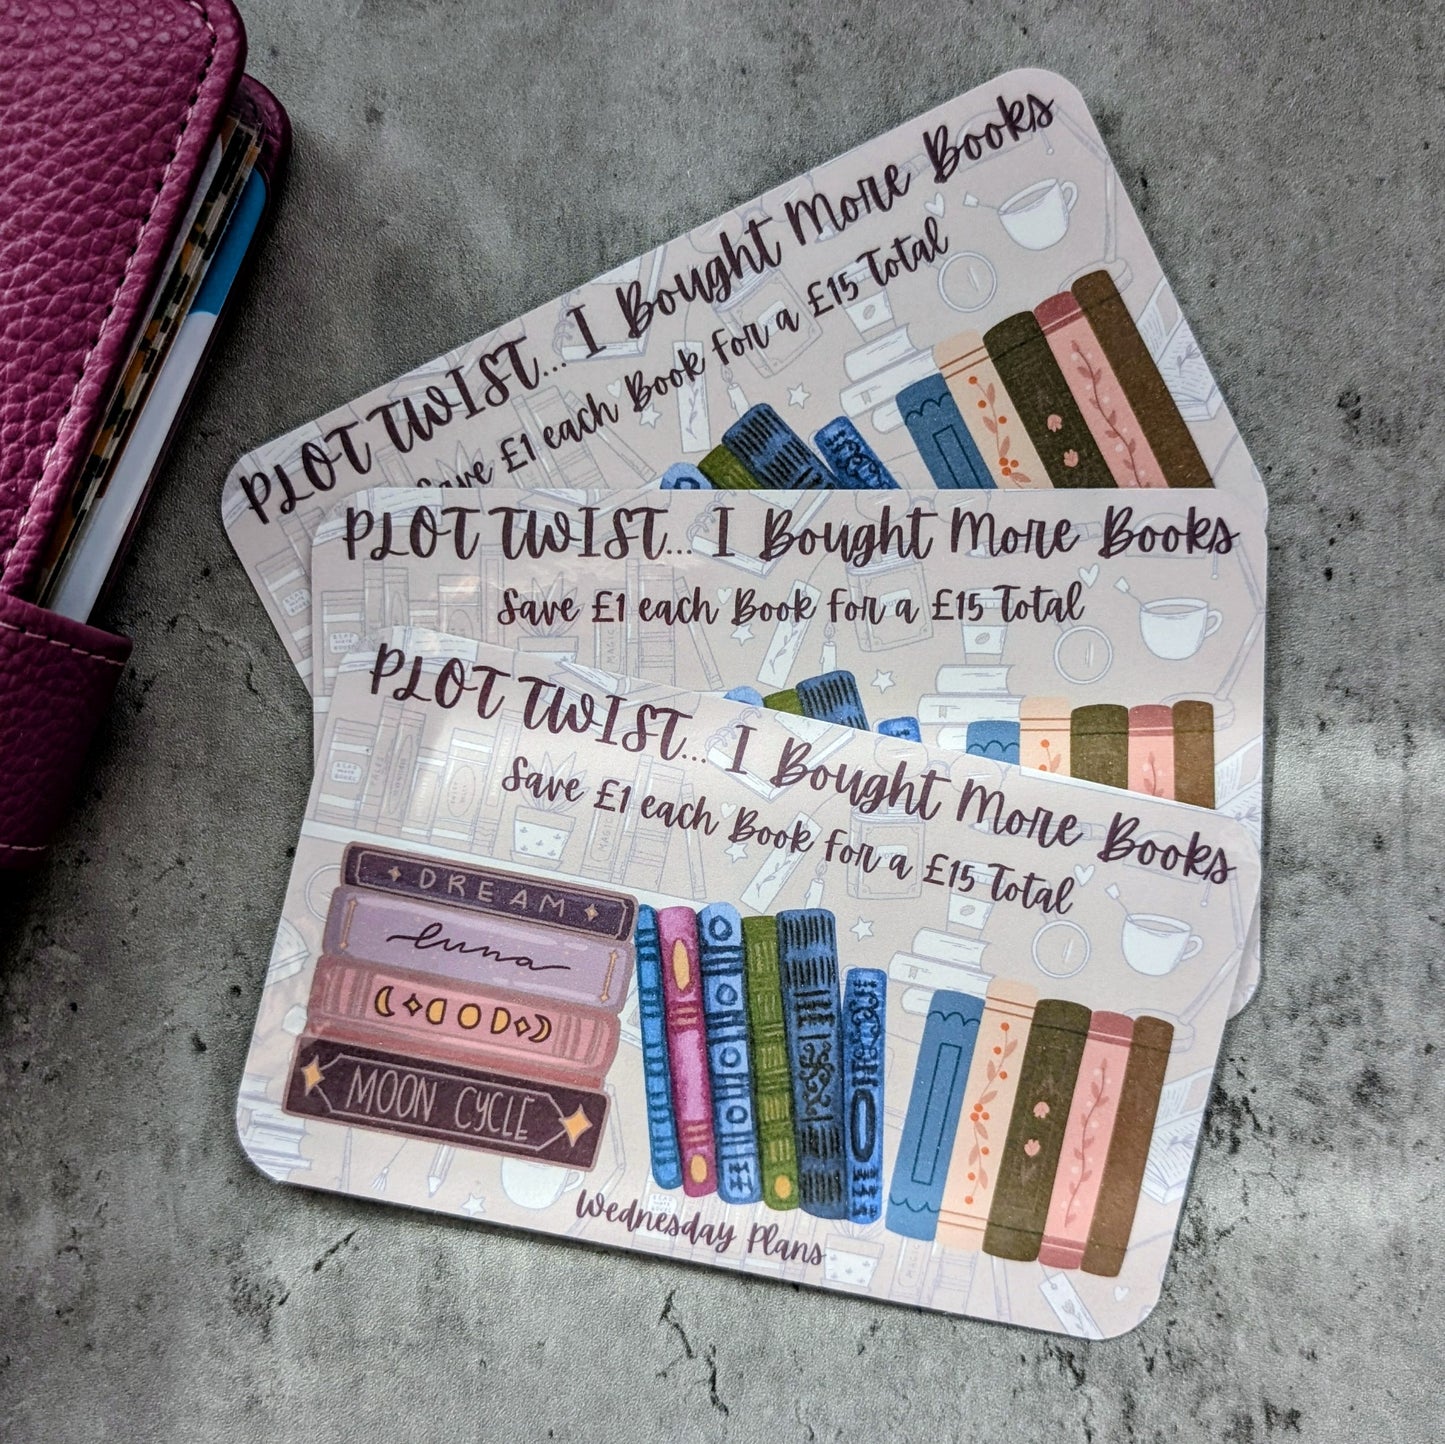 PLOT TWIST... I Bought More Books
Save £1 each Book For a £15 Total
PLOT TWIST... I Bought More Books
Save £1 each Book For a £15 Total
PLOT TWIST... I Bought More Books
Save £1 each Book For a £15 Total
DREAM
luna
MOON CYCLE
Wednesday Plans
MAGIC